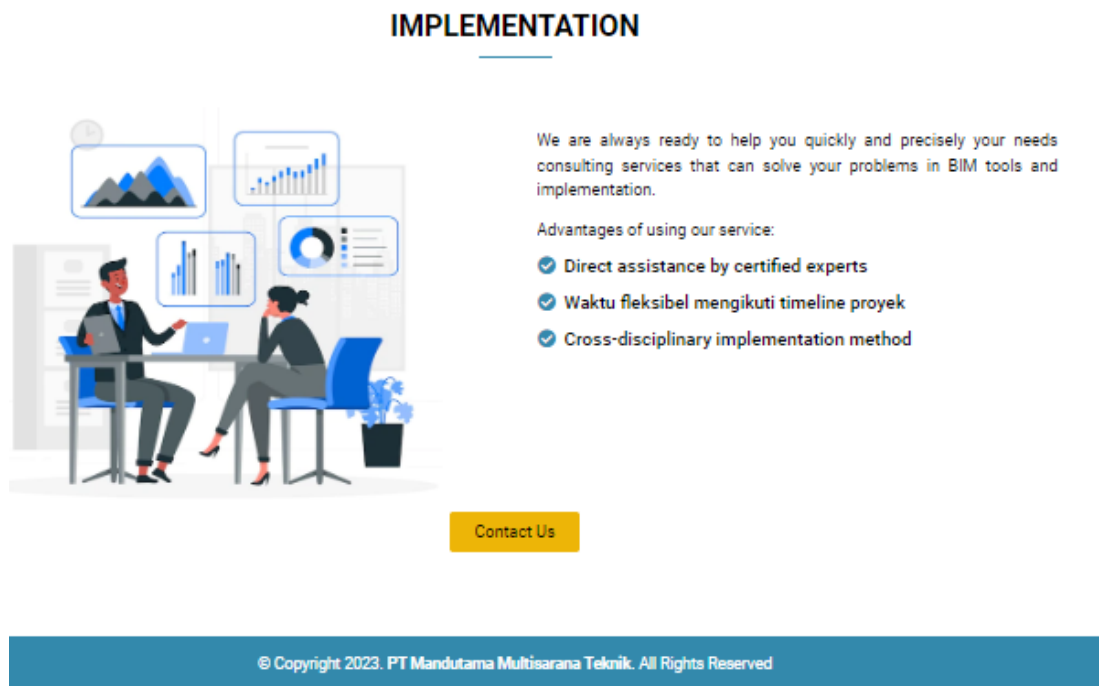 IMPLEMENTATION
We are always ready to help you quickly and precisely your needs
consulting services that can solve your problems in BIM tools and
implementation.
Advantages of using our service:
Direct assistance by certified experts
Waktu fleksibel mengikuti timeline proyek
Cross-disciplinary implementation method
Contact Us
© Copyright 2023. PT Mandutama Multisarana Teknik. All Rights Reserved